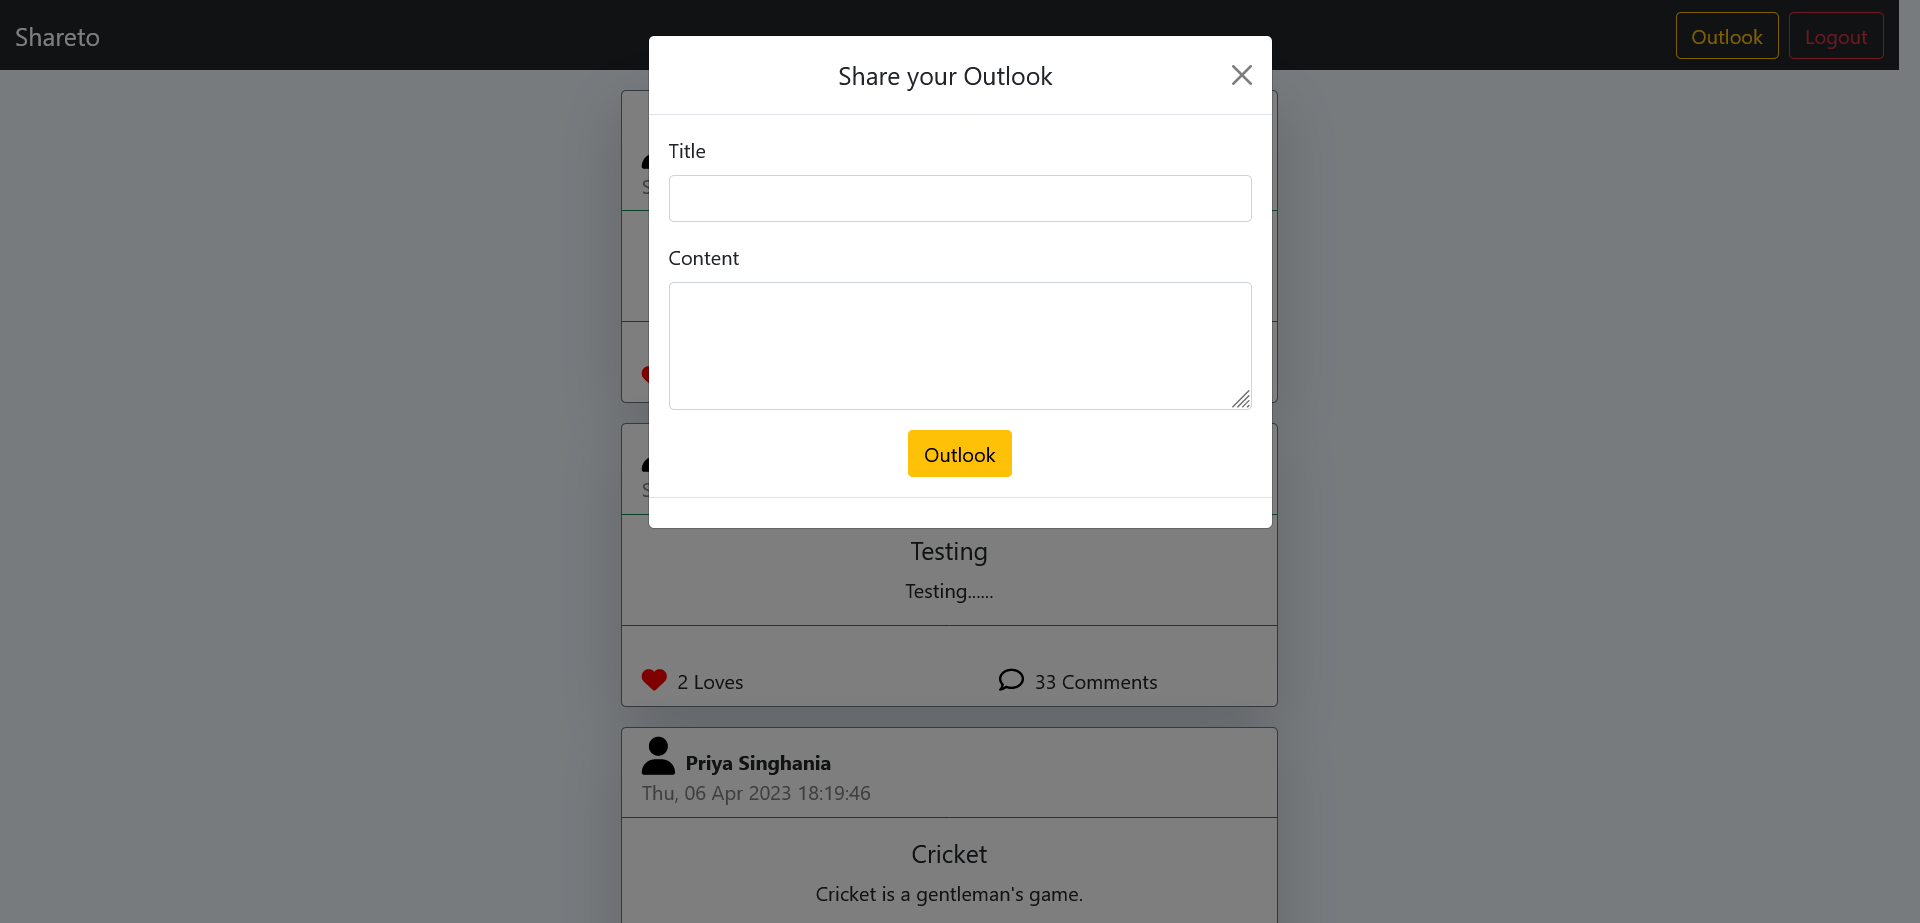 Shareto
Outlook
Logout
Share your Outlook
Title
Content
Outlook
Testing
Testing......
2 Loves
33 Comments
Priya Singhania
Thu, 06 Apr 2023 18:19:46
Cricket
Cricket is a gentleman's game.